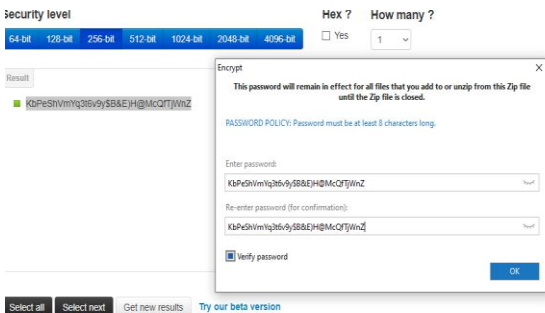 Security level
Hex ?
How many ?
64-bit 128-bit 256-bit 512-bit 1024-bit 2048-bit 4096-bit
Yes
1
Result
KbPeShVmYq3t6v9y$B&E)H@McQfTjWnZ
Encrypt
This password will remain in effect for all files that you add to or unzip from this Zip file
until the Zip file is closed.
PASSWORD POLICY: Password must be at least 8 characters long.
Enter password:
KbPeShVmYq3t6v9y$B&E)H@McQfTjWnZ
Re-enter password (for confirmation):
KbPeShVmYq3t6v9y$B&E)H@McQfTjWnZ
Verify password
OK
Select all Select next Get new results Try our beta version